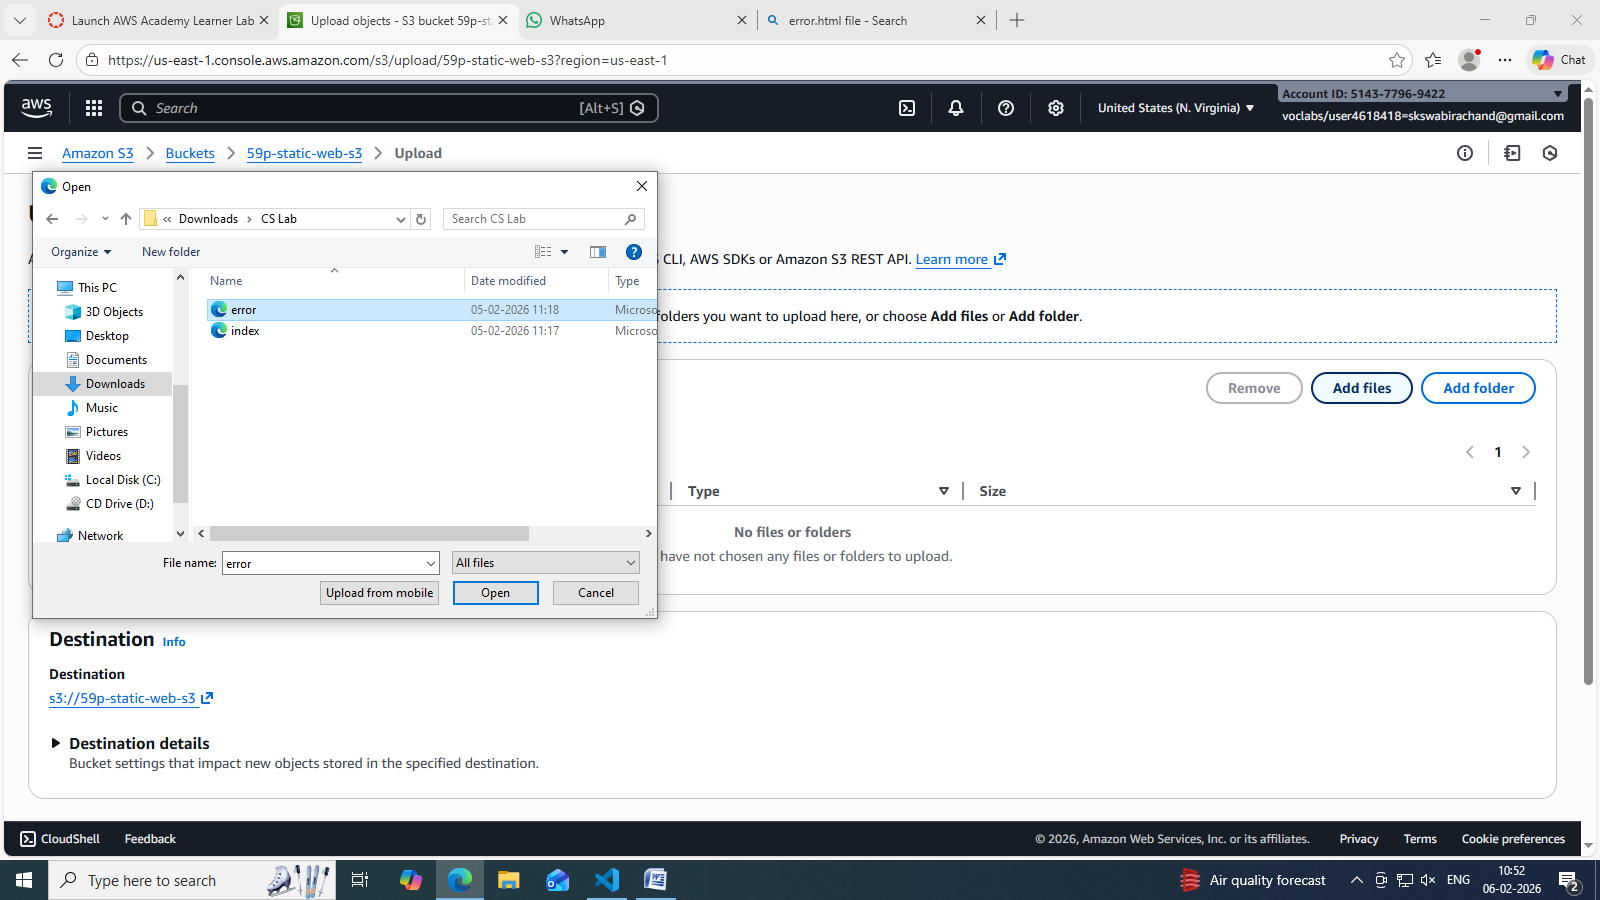 Launch AWS Academy Learner Lab
Upload objects - S3 bucket 59p-sta
WhatsApp
error.html file - Search
https://us-east-1.console.aws.amazon.com/s3/upload/59p-static-web-s3?region=us-east-1
Chat
aws
Search
[Alt+S]
United States (N. Virginia)
Account ID: 5143-7796-9422
voclabs/user4618418=skswabirachand@gmail.com
Amazon S3
Buckets
59p-static-web-s3
Upload
Open
« Downloads › CS Lab
Search CS Lab
Organize
New folder
CLI, AWS SDKs or Amazon S3 REST API. Learn more
Name
Date modified
Type
This PC
3D Objects
Desktop
Documents
Downloads
Music
Pictures
Videos
Local Disk (C:)
CD Drive (D:)
Network
error
05-02-2026 11:18
Microso
index
05-02-2026 11:17
Microso
folders you want to upload here, or choose Add files or Add folder.
Remove
Add files
Add folder
1
Type
Size
No files or folders
have not chosen any files or folders to upload.
File name:
error
All files
Upload from mobile
Open
Cancel
Destination
Info
Destination
s3://59p-static-web-s3
Destination details
Bucket settings that impact new objects stored in the specified destination.
CloudShell
Feedback
© 2026, Amazon Web Services, Inc. or its affiliates.
Privacy
Terms
Cookie preferences
Type here to search
Air quality forecast
ENG
10:52
06-02-2026
2